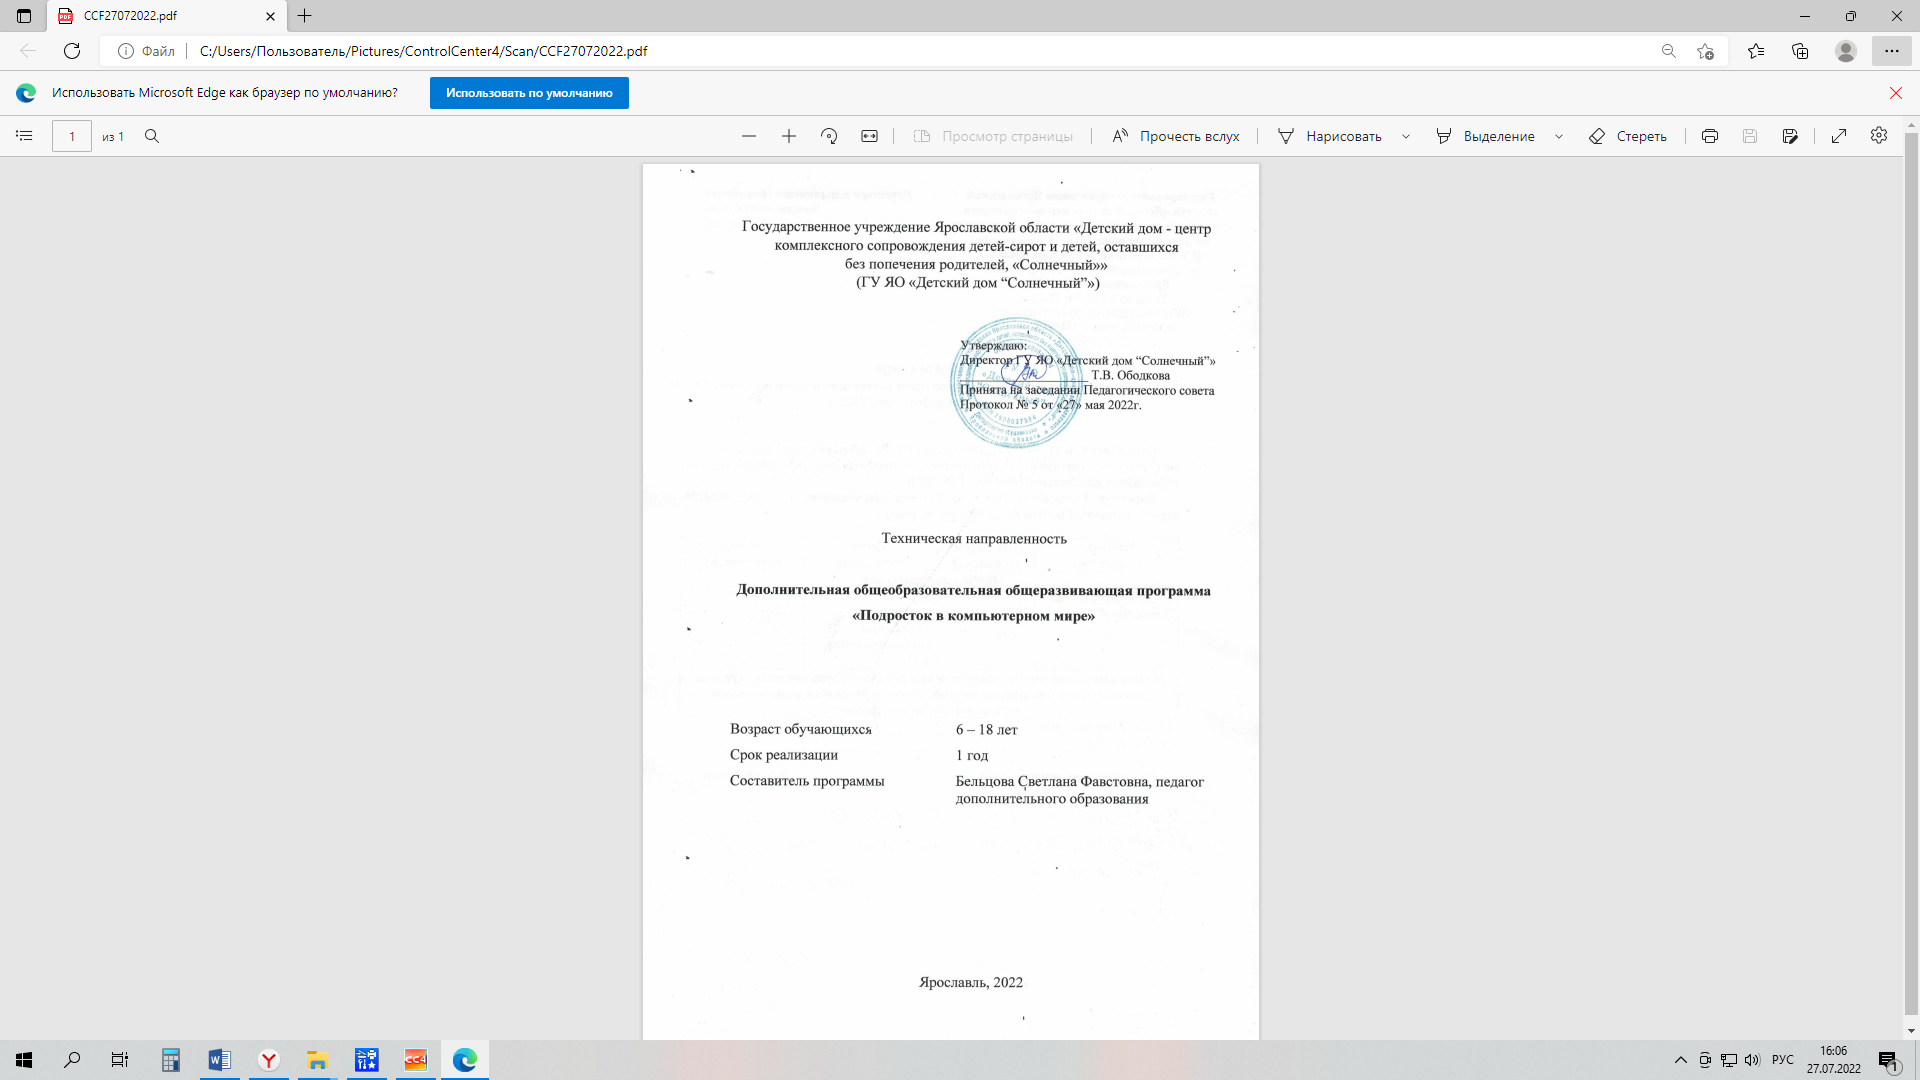 CCF27072022.pdf
Файл
C:/Users/Пользователь/Pictures/ControlCenter4/Scan/CCF27072022.pdf
Использовать Microsoft Edge как браузер по умолчанию?
Использовать по умолчанию
1 из 1
Просмотр страницы
Прочесть вслух
Нарисовать
Выделение
Стереть
Государственное учреждение Ярославской области «Детский дом - центр
комплексного сопровождения детей-сирот и детей, оставшихся
без попечения родителей, «Солнечный»»
(ГУ ЯО «Детский дом “Солнечный”»)
Утверждаю:
Директор ГУ ЯО «Детский дом “Солнечный”»
Т.В. Ободкова
Принята на заседании Педагогического совета
Протокол № 5 от «27» мая 2022г.
Техническая направленность
Дополнительная общеобразовательная общеразвивающая программа
«Подросток в компьютерном мире»
Возраст обучающихся 6 – 18 лет
Срок реализации 1 год
Составитель программы Бельцова Светлана Фавстовна, педагог
дополнительного образования
Ярославль, 2022
CC4
РУС
16:06
27.07.2022
1